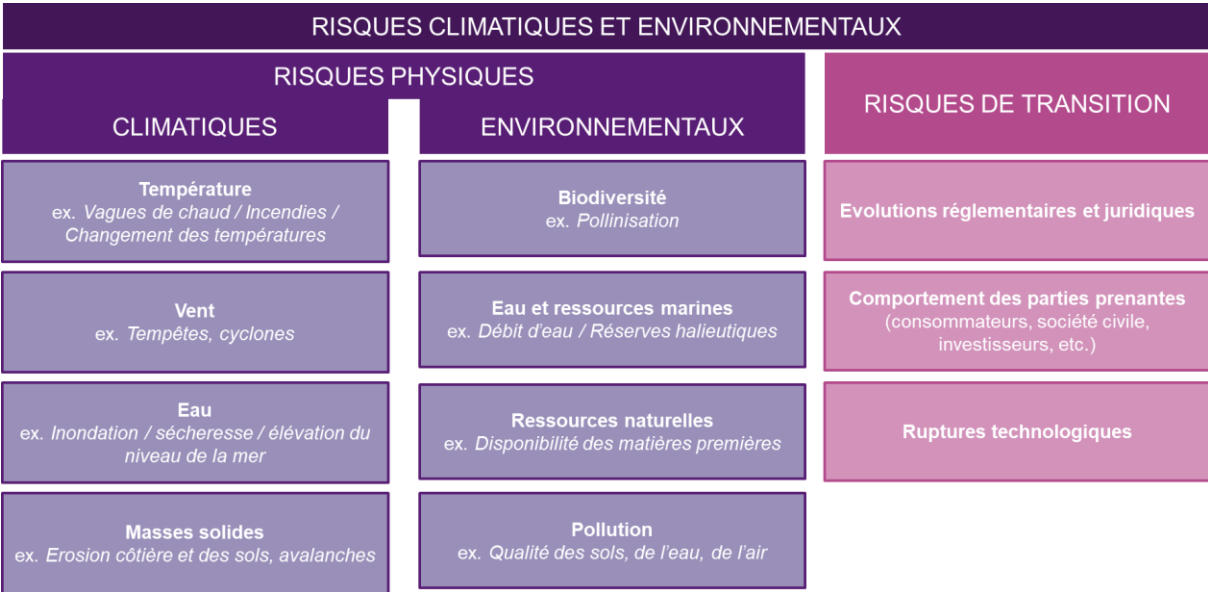 RISQUES CLIMATIQUES ET ENVIRONNEMENTAUX
RISQUES PHYSIQUES
CLIMATIQUES
Température
ex. Vagues de chaud / Incendies /
Changement des températures
Vent
ex. Tempêtes, cyclones
Eau
ex. Inondation / sécheresse / élévation du
niveau de la mer
Masses solides
ex. Erosion côtière et des sols, avalanches
ENVIRONNEMENTAUX
Biodiversité
ex. Pollinisation
Eau et ressources marines
ex. Débit d'eau / Réserves halieutiques
Ressources naturelles
ex. Disponibilité des matières premières
Pollution
ex. Qualité des sols, de l'eau, de l'air
RISQUES DE TRANSITION
Evolutions réglementaires et juridiques
Comportement des parties prenantes
(consommateurs, société civile,
investisseurs, etc.)
Ruptures technologiques